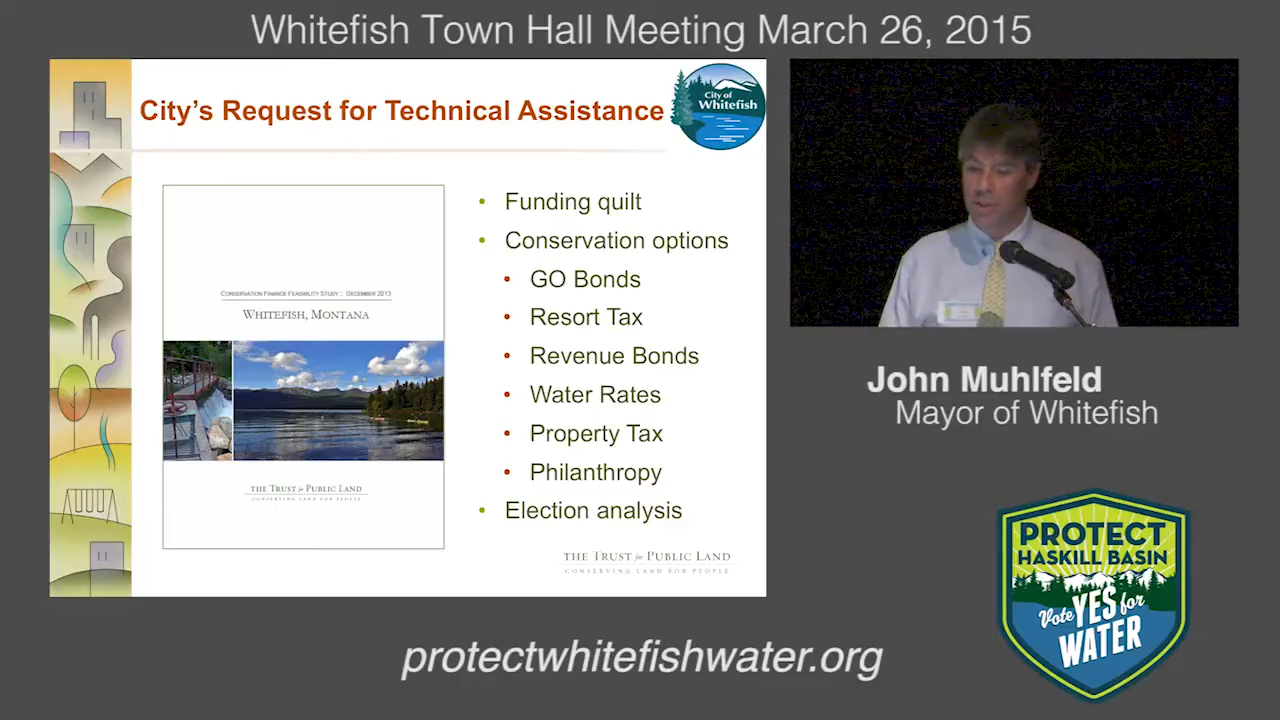 Whitefish Town Hall Meeting March 26, 2015
City's Request for Technical Assistance
City of
Whitefish
CONSERVATION FINANCE FEASIBILITY STUDY : DECEMBER 2013
WHITEFISH, MONTANA
THE TRUST for PUBLIC LAND
CONSERVING LAND FOR PEOPLE
• Funding quilt
• Conservation options
• GO Bonds
• Resort Tax
• Revenue Bonds
• Water Rates
• Property Tax
• Philanthropy
• Election analysis
THE TRUST for PUBLIC LAND
CONSERVING LAND FOR PEOPLE
John Muhlfeld
Mayor of Whitefish
PROTECT
HASKILL BASIN
Vote YES for
WATER
protectwhitefishwater.org